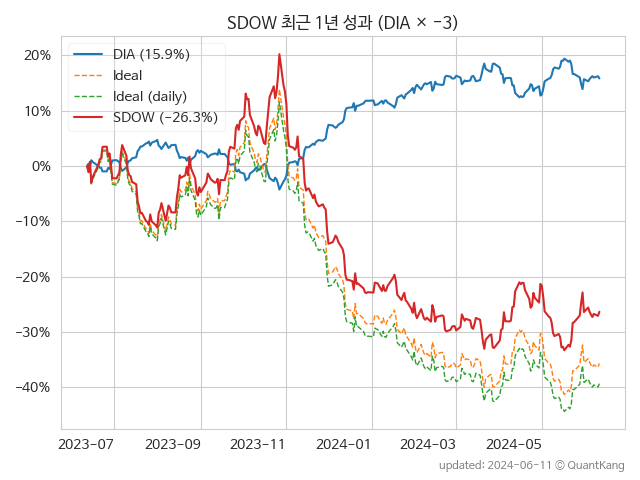 SDOW 최근 1년 성과 (DIA × −3)
DIA (15.9%)
Ideal
Ideal (daily)
SDOW (−26.3%)
20%
10%
0%
−10%
−20%
−30%
−40%
2023−07 2023−09 2023−11 2024−01 2024−03 2024−05
updated: 2024-06-11 © QuantKang